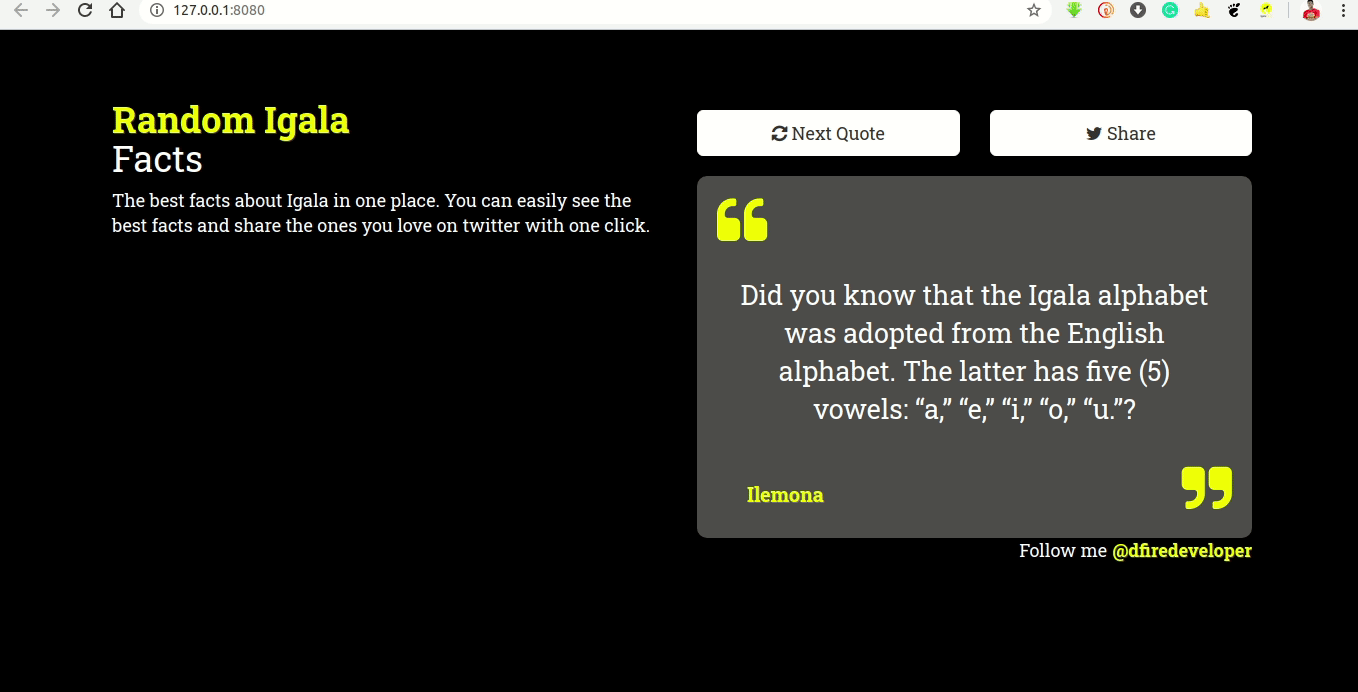 127.0.0.1:8080
Random Igala
Facts
The best facts about Igala in one place. You can easily see the
best facts and share the ones you love on twitter with one click.
Next Quote
Share
Did you know that the Igala alphabet
was adopted from the English
alphabet. The latter has five (5)
vowels: “a,” “e,” “i,” “o,” “u.”?
Ilemona
Follow me @dfiredeveloper